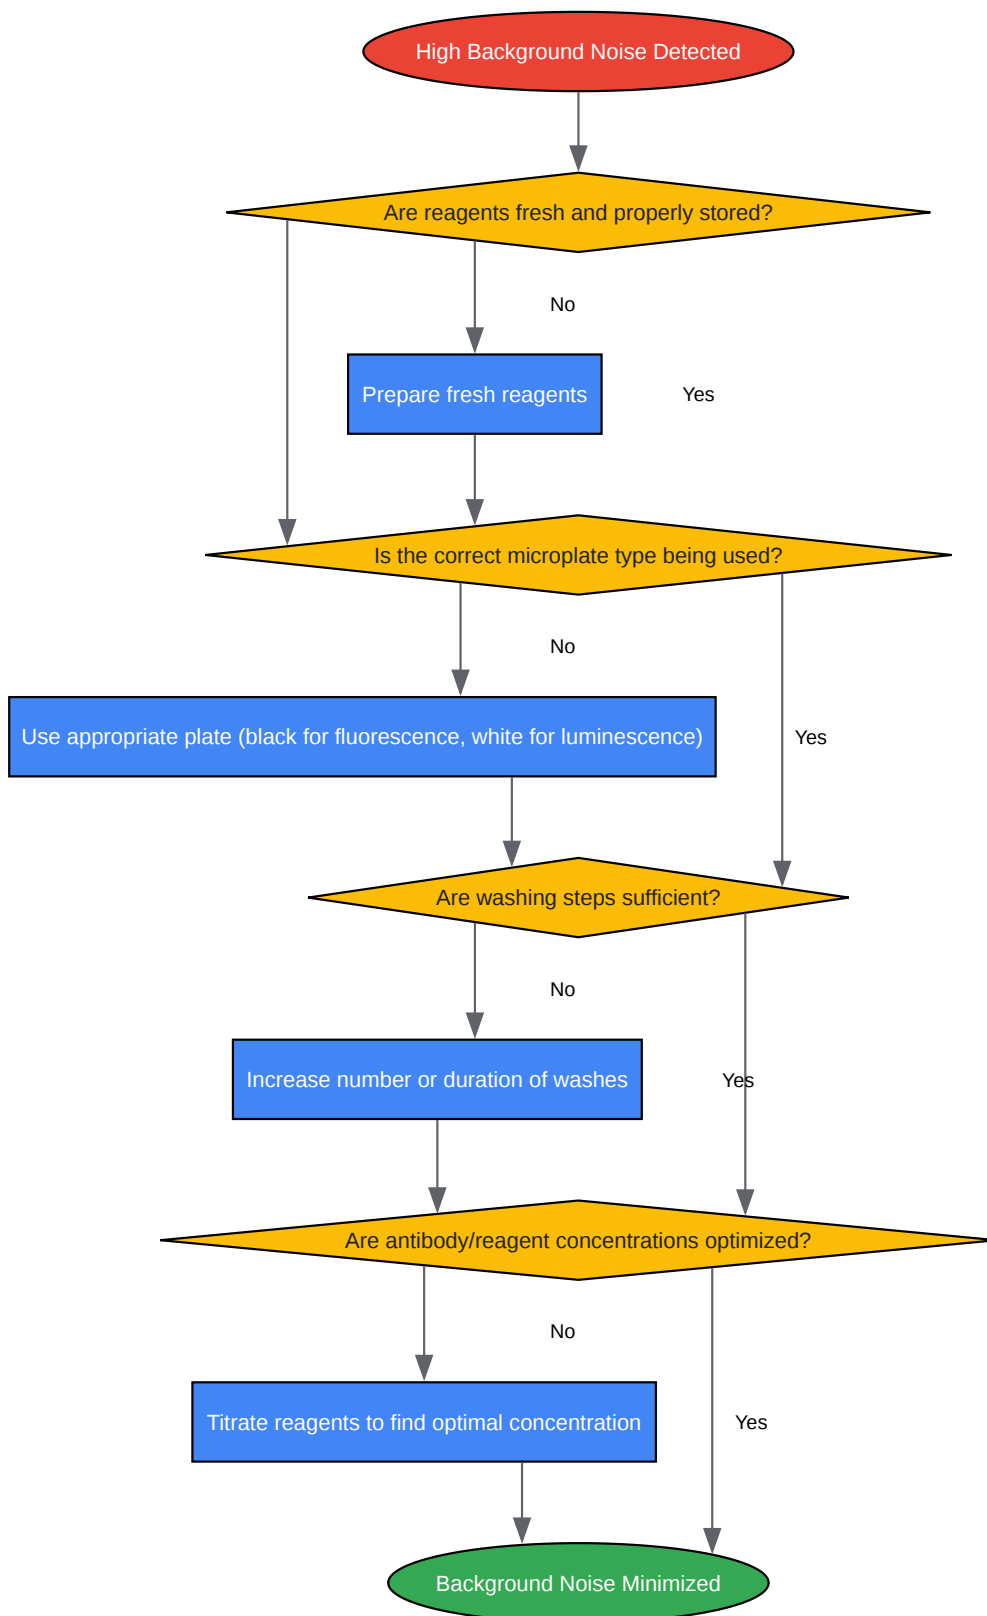 High Background Noise Detected
Are reagents fresh and properly stored?
No
Prepare fresh reagents
Yes
Is the correct microplate type being used?
No
Use appropriate plate (black for fluorescence, white for luminescence)
Yes
Are washing steps sufficient?
No
Increase number or duration of washes
Yes
Are antibody/reagent concentrations optimized?
No
Titrate reagents to find optimal concentration
Yes
Background Noise Minimized